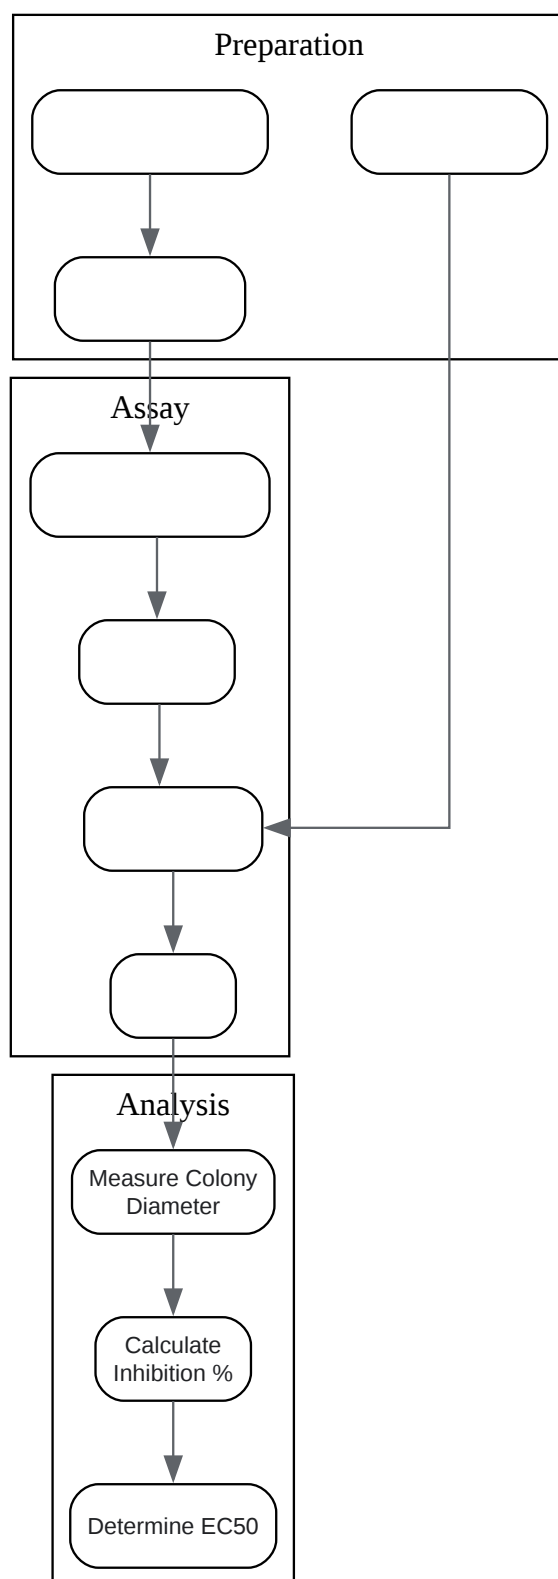 Preparation
Assay
Analysis
Measure Colony
Diameter
Calculate
Inhibition %
Determine EC50